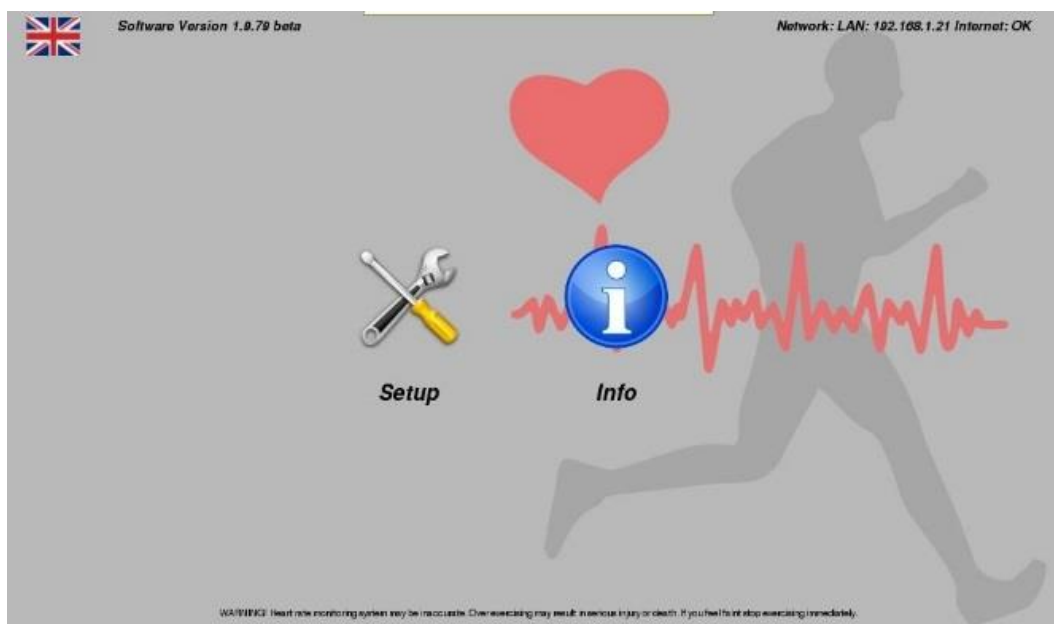 Software Version 1.9.79 beta
Network: LAN: 192.168.1.21 Internet: OK
Setup
Info
WARNING! Heart rate monitoring system may be inaccurate. Over exercising may result in serious injury or death. If you feel faint stop exercising immediately.